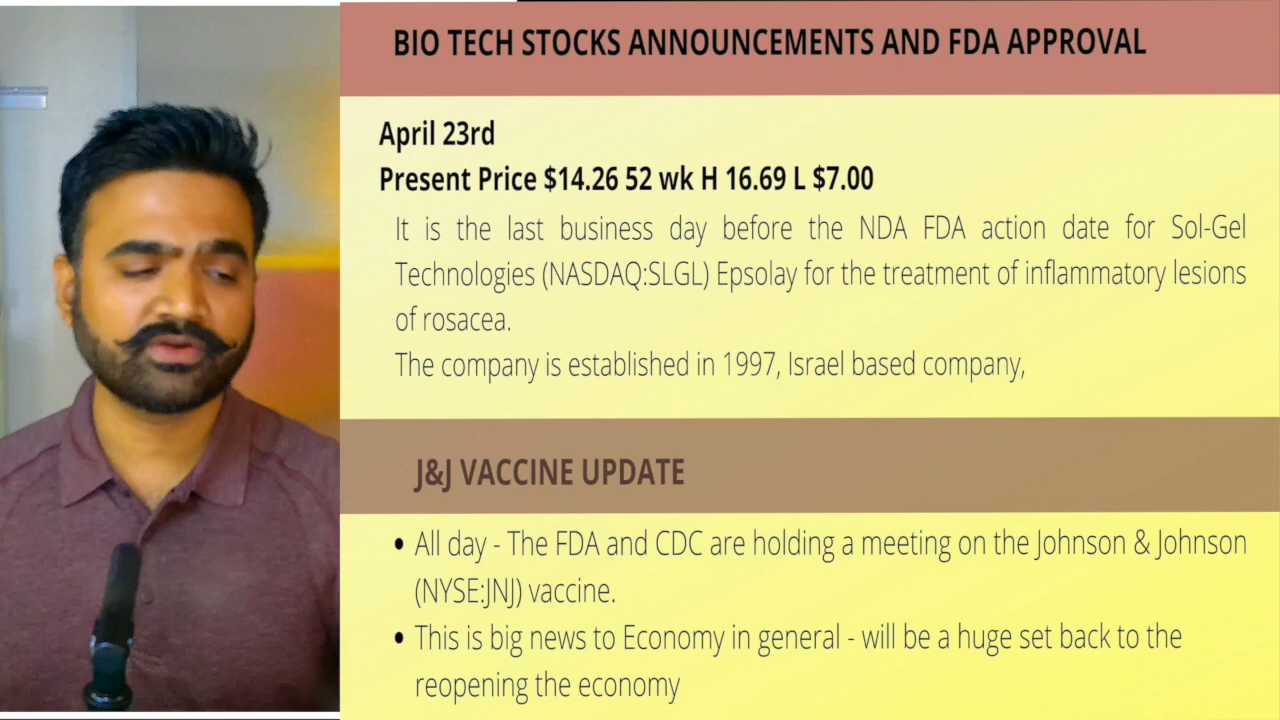 BIO TECH STOCKS ANNOUNCEMENTS AND FDA APPROVAL
April 23rd
Present Price $14.26 52 wk H 16.69 L $7.00
It is the last business day before the NDA FDA action date for Sol-Gel
Technologies (NASDAQ:SLGL) Epsolay for the treatment of inflammatory lesions
of rosacea.
The company is established in 1997, Israel based company,
J&J VACCINE UPDATE
• All day - The FDA and CDC are holding a meeting on the Johnson & Johnson
(NYSE:JNJ) vaccine.
• This is big news to Economy in general - will be a huge set back to the
reopening the economy